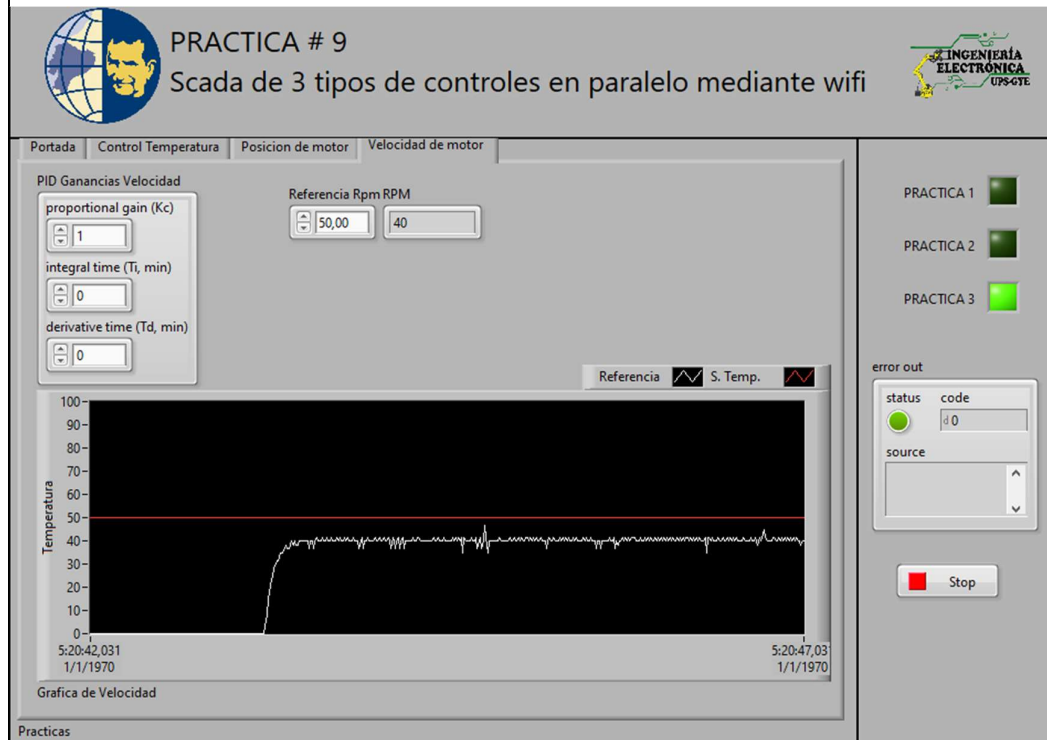 PRACTICA # 9
Scada de 3 tipos de controles en paralelo mediante wifi
INGENIERÍA
ELECTRÓNICA
UPS-GYE
Portada Control Temperatura Posicion de motor Velocidad de motor
PID Ganancias Velocidad
proportional gain (Kc)
1
integral time (Ti, min)
0
derivative time (Td, min)
0
Referencia Rpm RPM
50,00 40
Referencia S. Temp.
Temperatura
100
90
80
70
60
50
40
30
20
10
0
5:20:42,031
1/1/1970
5:20:47,03
1/1/1970
Grafica de Velocidad
Practicas
PRACTICA 1
PRACTICA 2
PRACTICA 3
error out
status code
d 0
source
Stop